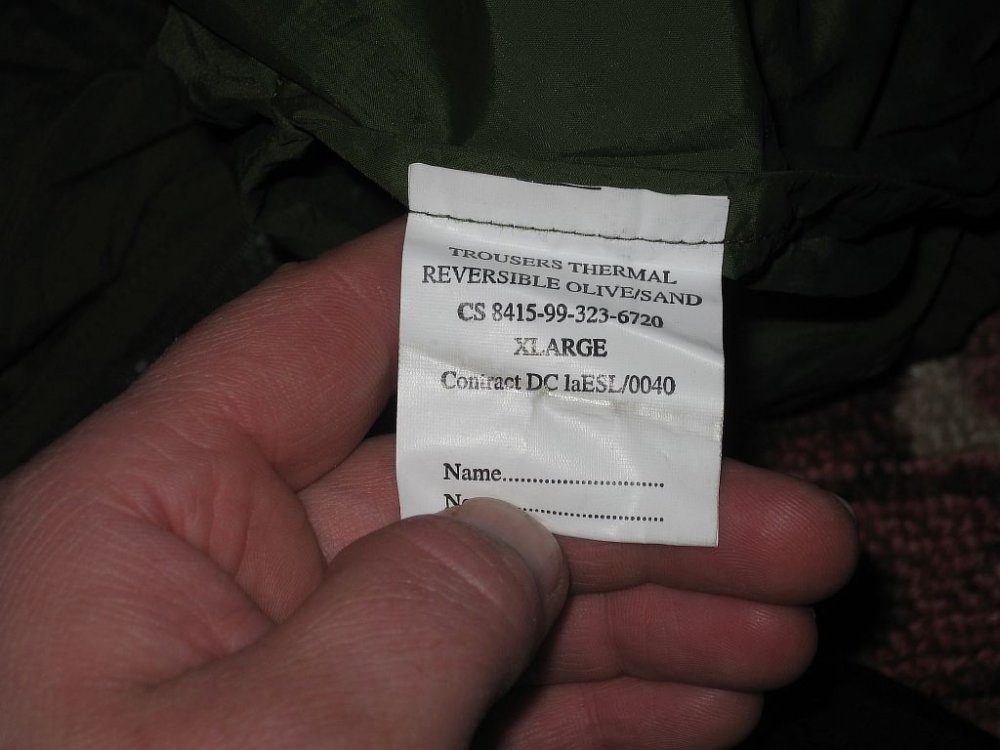 TROUSERS THERMAL
REVERSIBLE OLIVE/SAND
CS 8415-99-323-6720
XLARGE
Contract DC laESL/0040
Name..............................
..........................